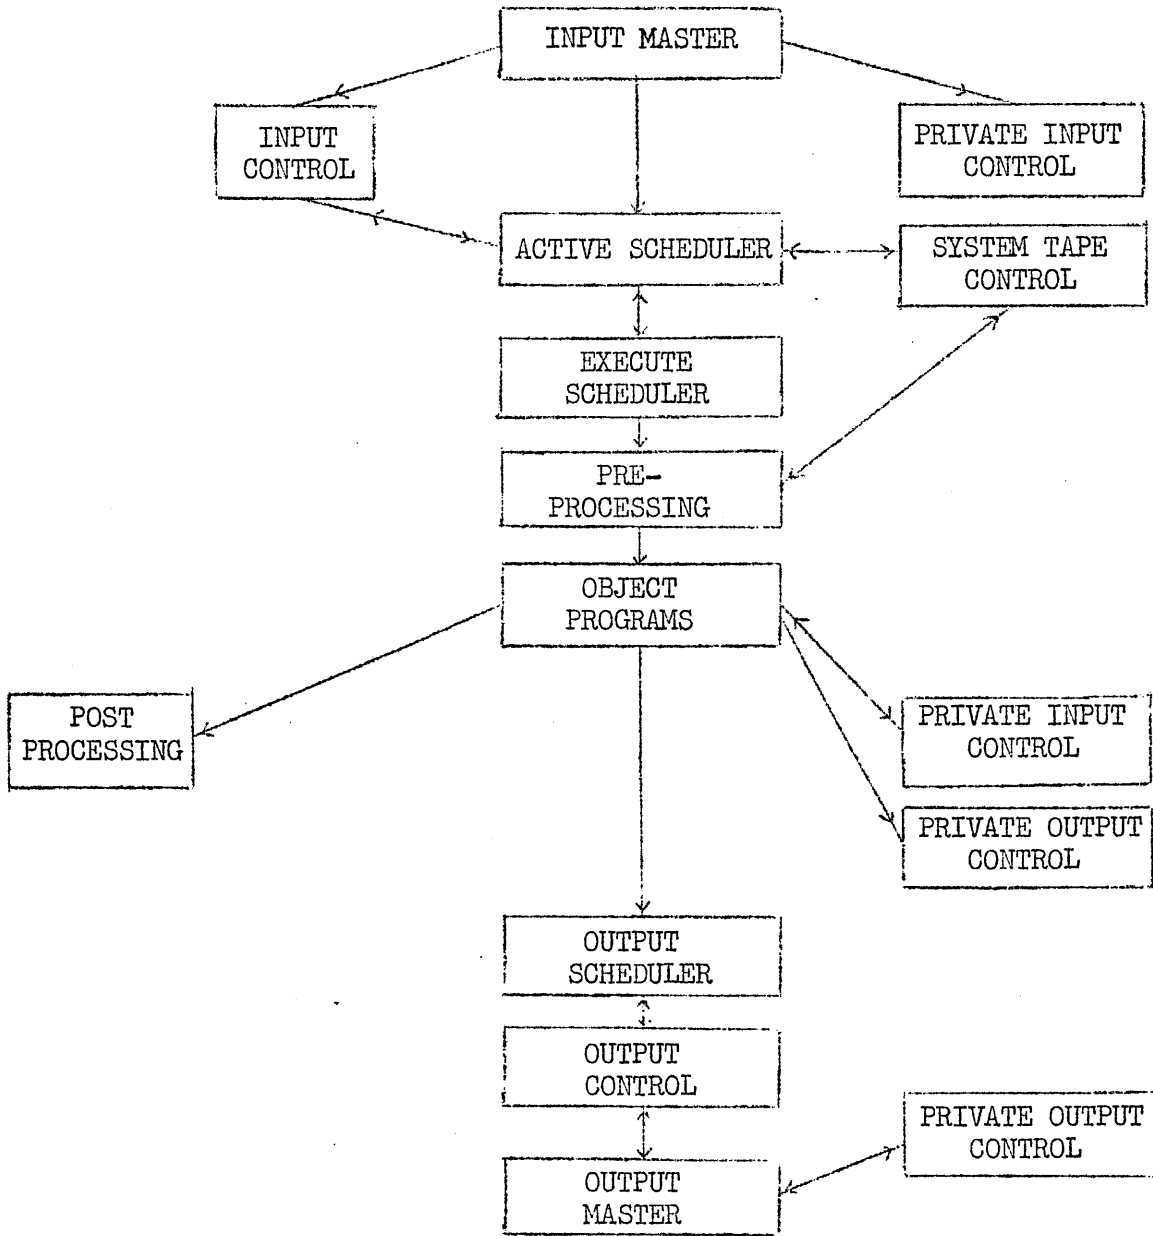 INPUT MASTER
INPUT
CONTROL
PRIVATE INPUT
CONTROL
ACTIVE SCHEDULER
SYSTEM TAPE
CONTROL
EXECUTE
SCHEDULER
PRE-
PROCESSING
OBJECT
PROGRAMS
POST
PROCESSING
PRIVATE INPUT
CONTROL
PRIVATE OUTPUT
CONTROL
OUTPUT
SCHEDULER
OUTPUT
CONTROL
PRIVATE OUTPUT
CONTROL
OUTPUT
MASTER